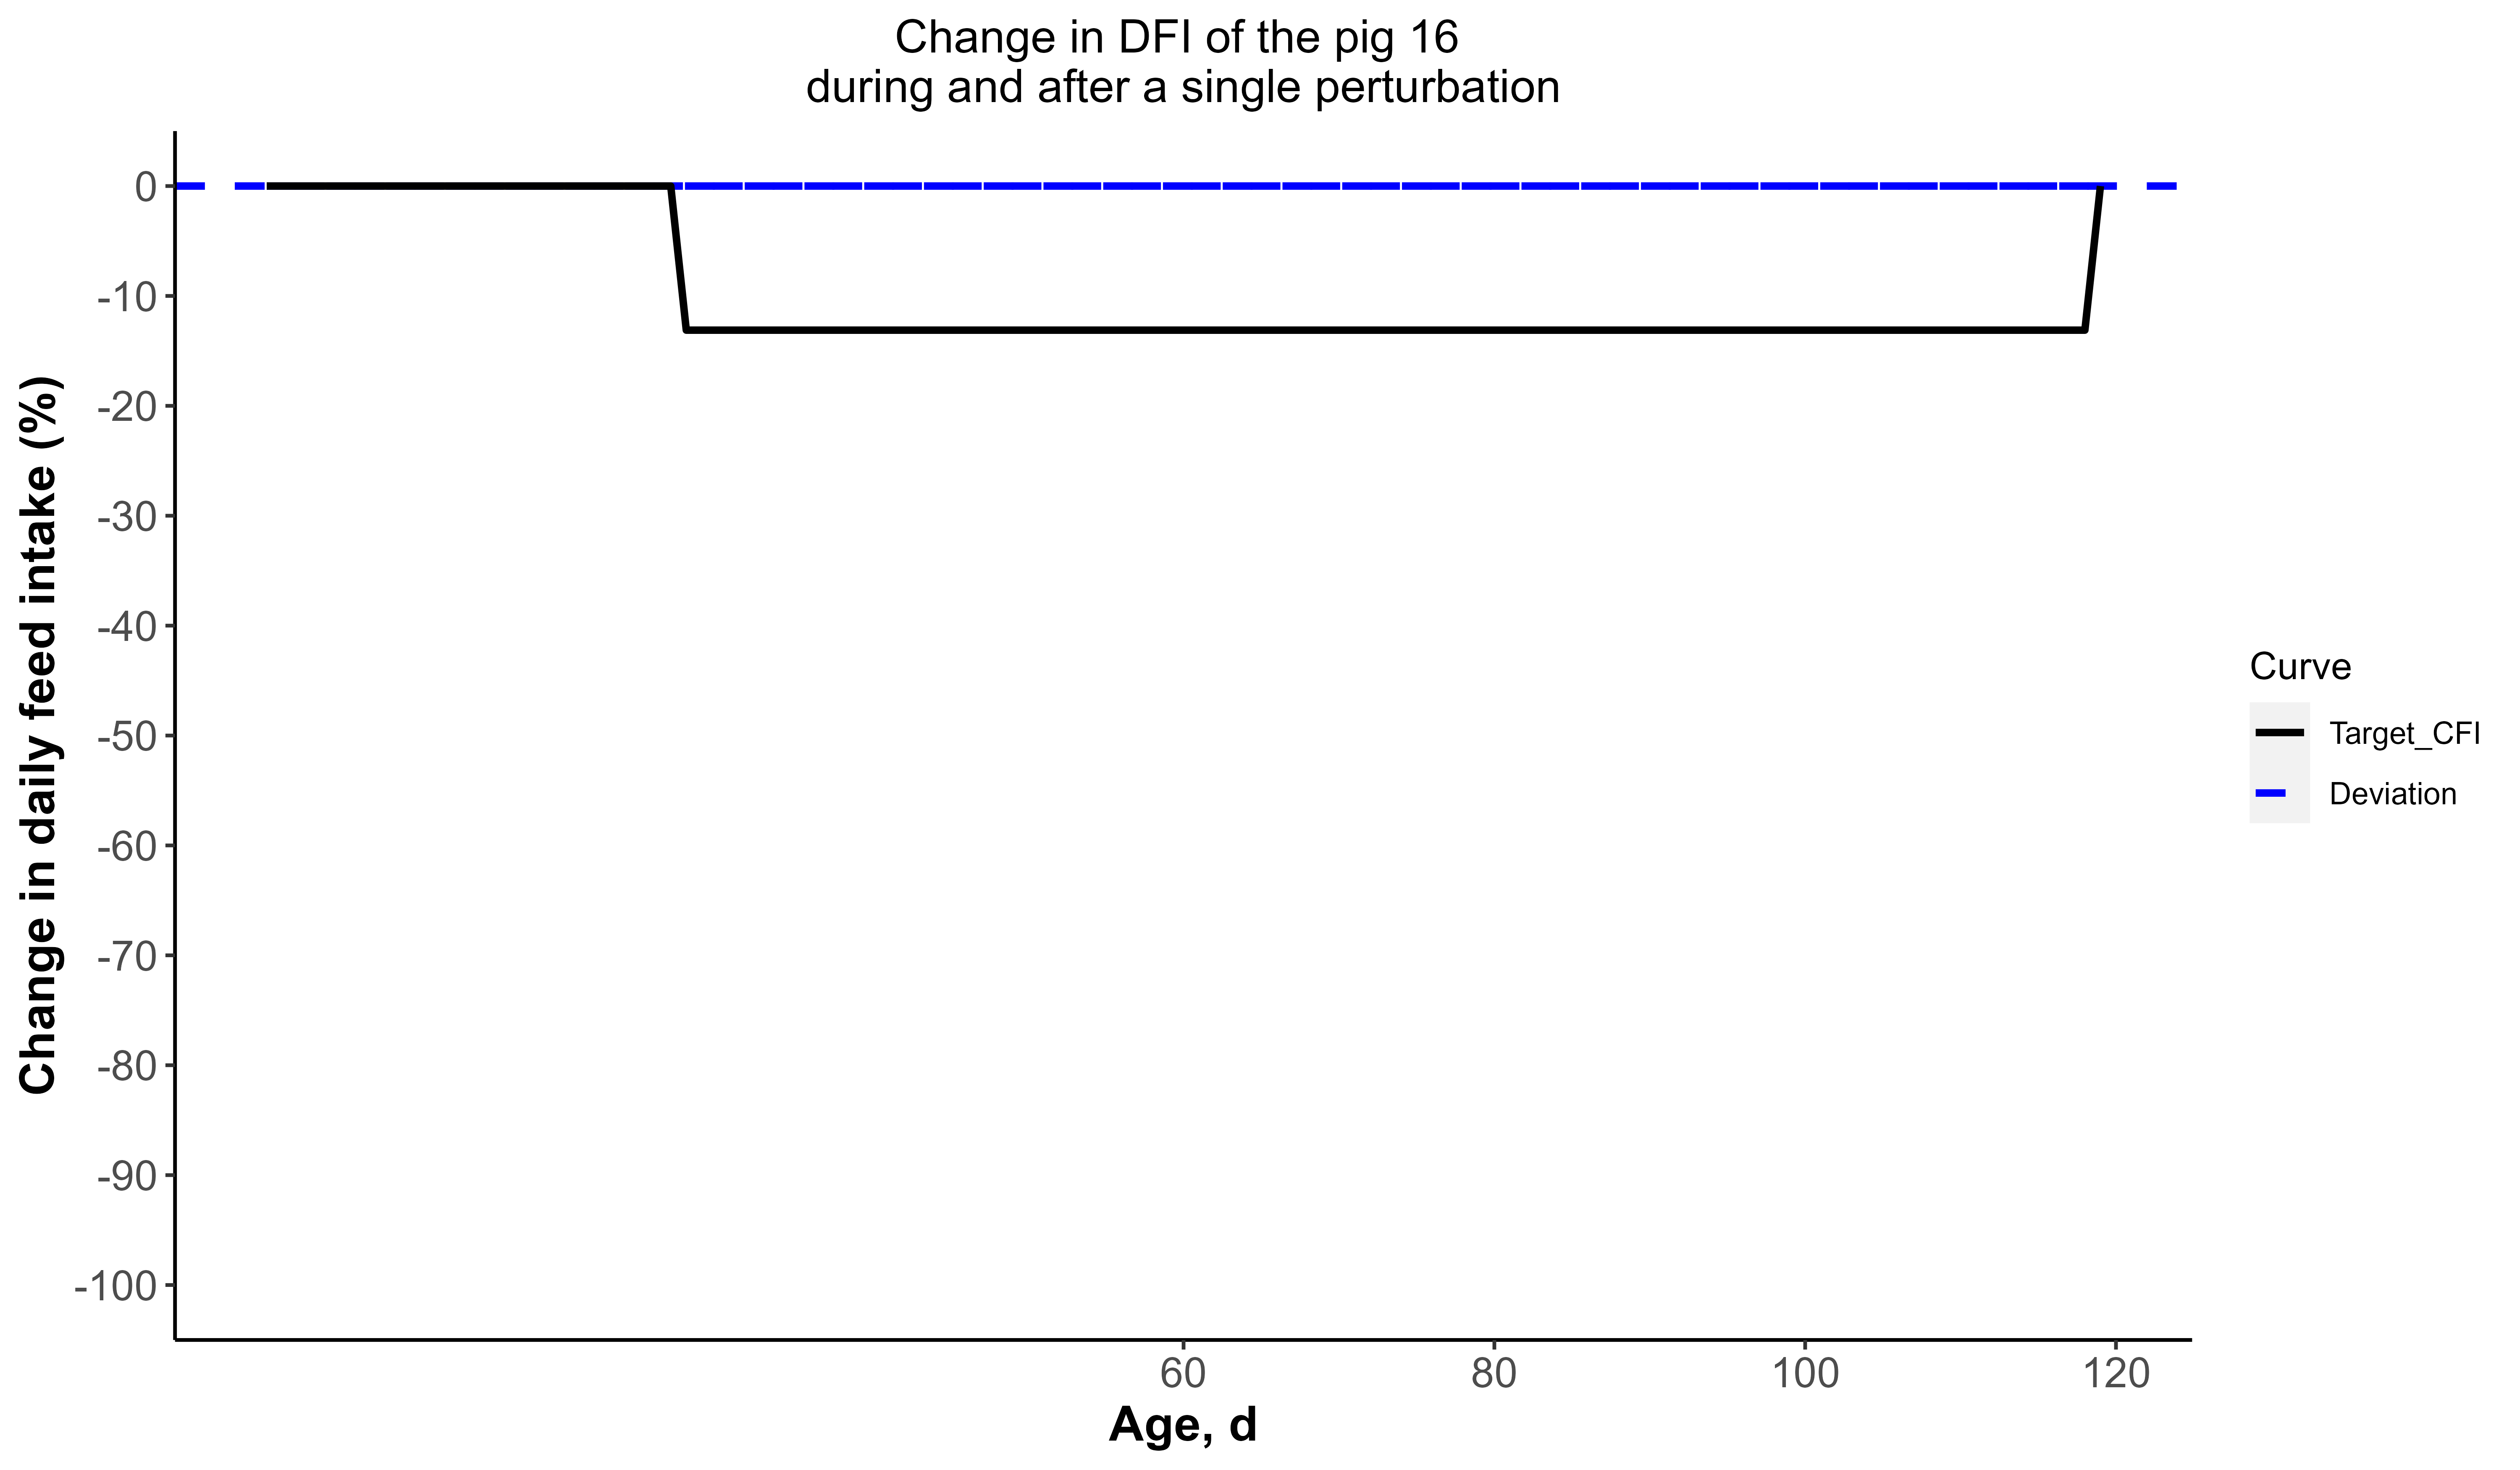 Change in DFI of the pig 16
during and after a single perturbation
Change in daily feed intake (%)
0
-10
-20
-30
-40
-50
-60
-70
-80
-90
-100
60
80
100
120
Age, d
Curve
Target_CFI
Deviation